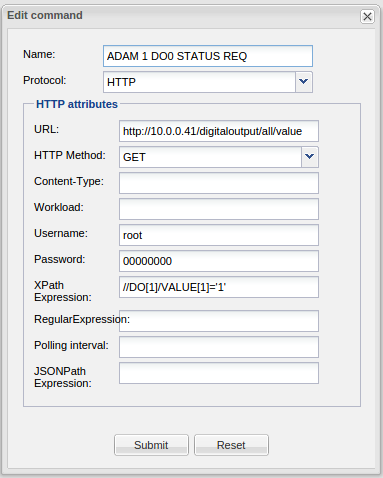 Edit command
Name: ADAM 1 DO0 STATUS REQ
Protocol: HTTP
HTTP attributes
URL: http://10.0.0.41/digitaloutput/all/value
HTTP Method: GET
Content-Type:
Workload:
Username: root
Password: 00000000
XPath
Expression: //DO[1]/VALUE[1]='1'
RegularExpression:
Polling interval:
JSONPath
Expression:
Submit Reset